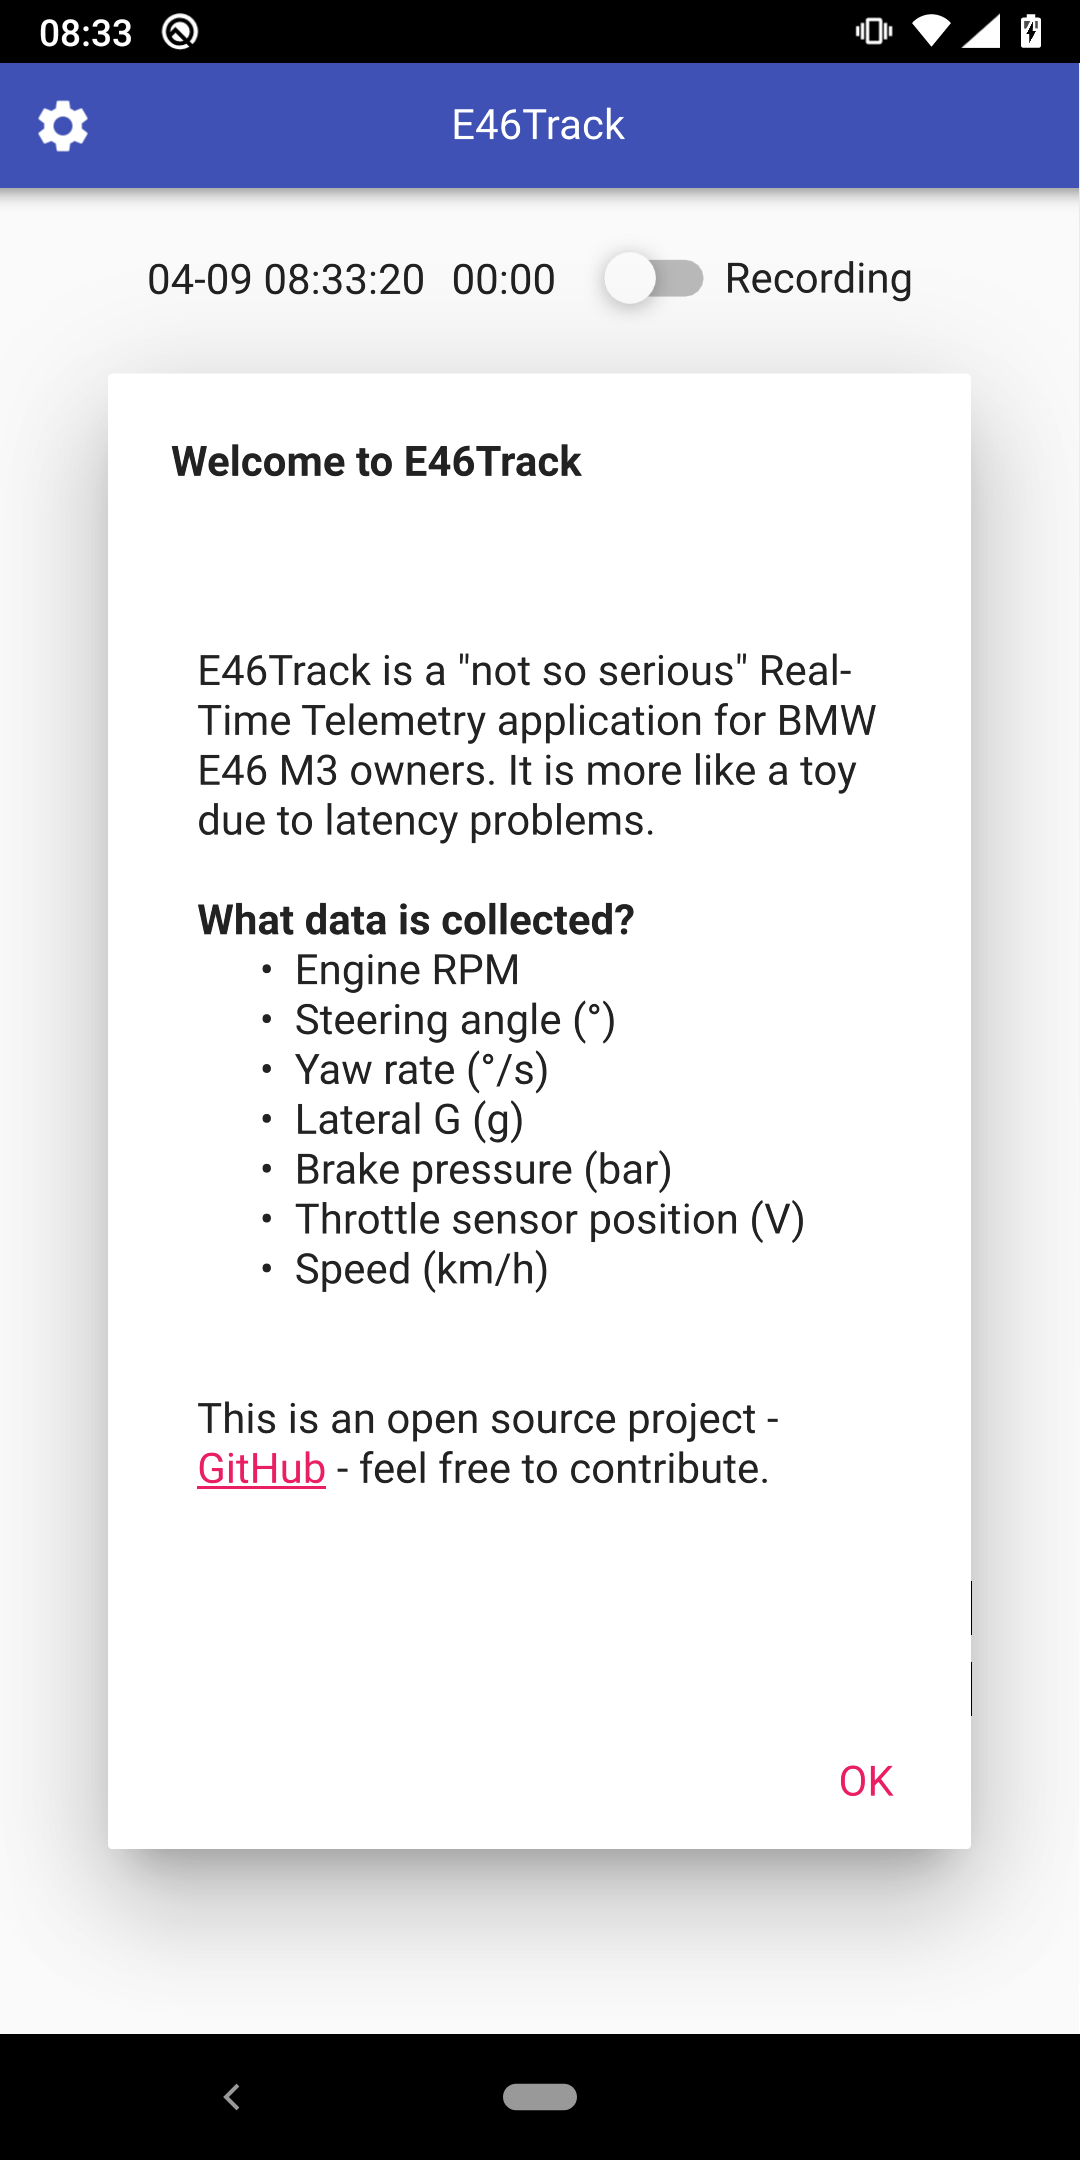 08:33
E46Track
04-09 08:33:20 00:00 Recording
Welcome to E46Track
E46Track is a "not so serious" Real-
Time Telemetry application for BMW
E46 M3 owners. It is more like a toy
due to latency problems.
What data is collected?
• Engine RPM
• Steering angle (°)
• Yaw rate (°/s)
• Lateral G (g)
• Brake pressure (bar)
• Throttle sensor position (V)
• Speed (km/h)
This is an open source project -
GitHub - feel free to contribute.
OK